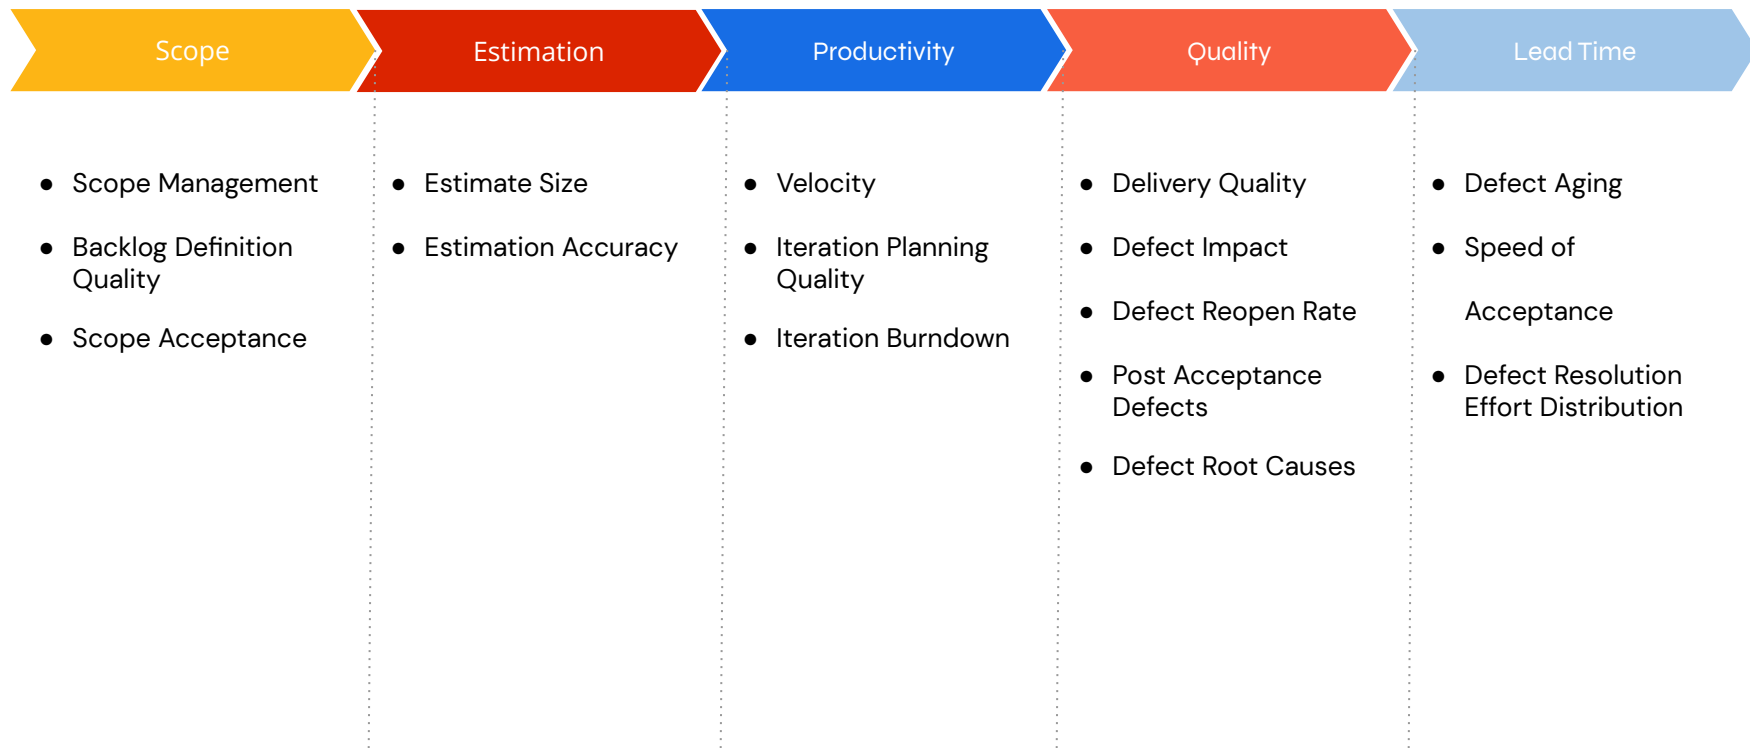 Scope
Estimation
Productivity
Quality
Lead Time
● Scope Management
● Backlog Definition
Quality
● Scope Acceptance
● Estimate Size
● Estimation Accuracy
● Velocity
● Iteration Planning
Quality
● Iteration Burndown
● Delivery Quality
● Defect Impact
● Defect Reopen Rate
● Post Acceptance
Defects
● Defect Root Causes
● Defect Aging
● Speed of
Acceptance
● Defect Resolution
Effort Distribution